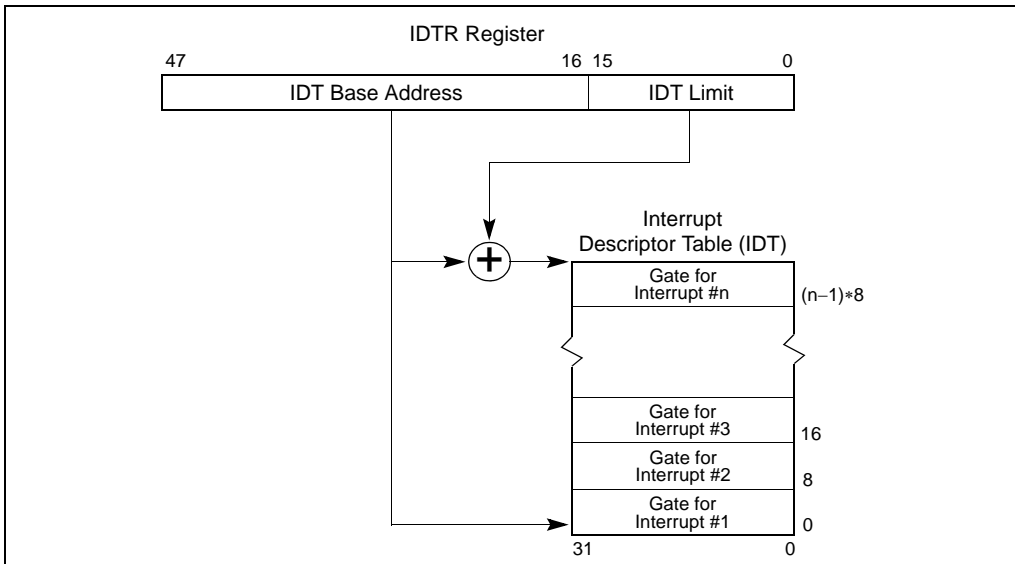 IDTR Register
47 16 15 0
IDT Base Address IDT Limit
+
Interrupt
Descriptor Table (IDT)
Gate for
Interrupt #n
(n−1)∗8
Gate for
Interrupt #3
16
Gate for
Interrupt #2
8
Gate for
Interrupt #1
0
31 0